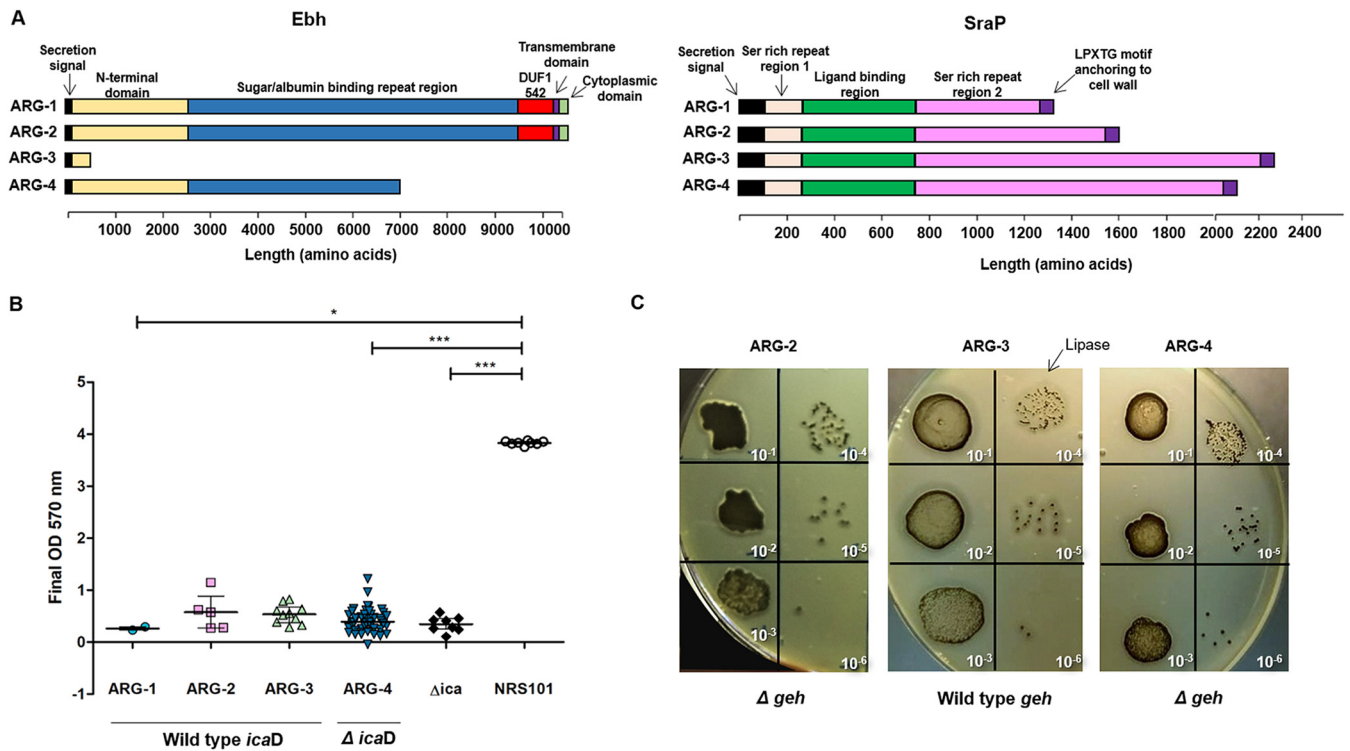 A
Ebh
SraP
Secretion signal
N-terminal domain
Sugar/albumin binding repeat region
DUF1 542
Transmembrane domain
Cytoplasmic domain
ARG-1
ARG-2
ARG-3
ARG-4
1000 2000 3000 4000 5000 6000 7000 8000 9000 10000
Length (amino acids)
Secretion signal
Ser rich repeat region 1
Ligand binding region
Ser rich repeat region 2
LPXTG motif anchoring to cell wall
ARG-1
ARG-2
ARG-3
ARG-4
200 400 600 800 1000 1200 1400 1600 1800 2000 2200 2400
Length (amino acids)
B
*
***
***
Final OD 570 nm
5
4
3
2
1
0
-1
ARG-1 ARG-2 ARG-3 ARG-4 Δica NRS101
Wild type icaD
Δ icaD
C
ARG-2
ARG-3
Lipase
ARG-4
10-1 10-4 10-1 10-4 10-1 10-4
10-2 10-5 10-2 10-5 10-2 10-5
10-3 10-6 10-3 10-6 10-3 10-6
Δ geh
Wild type geh
Δ geh